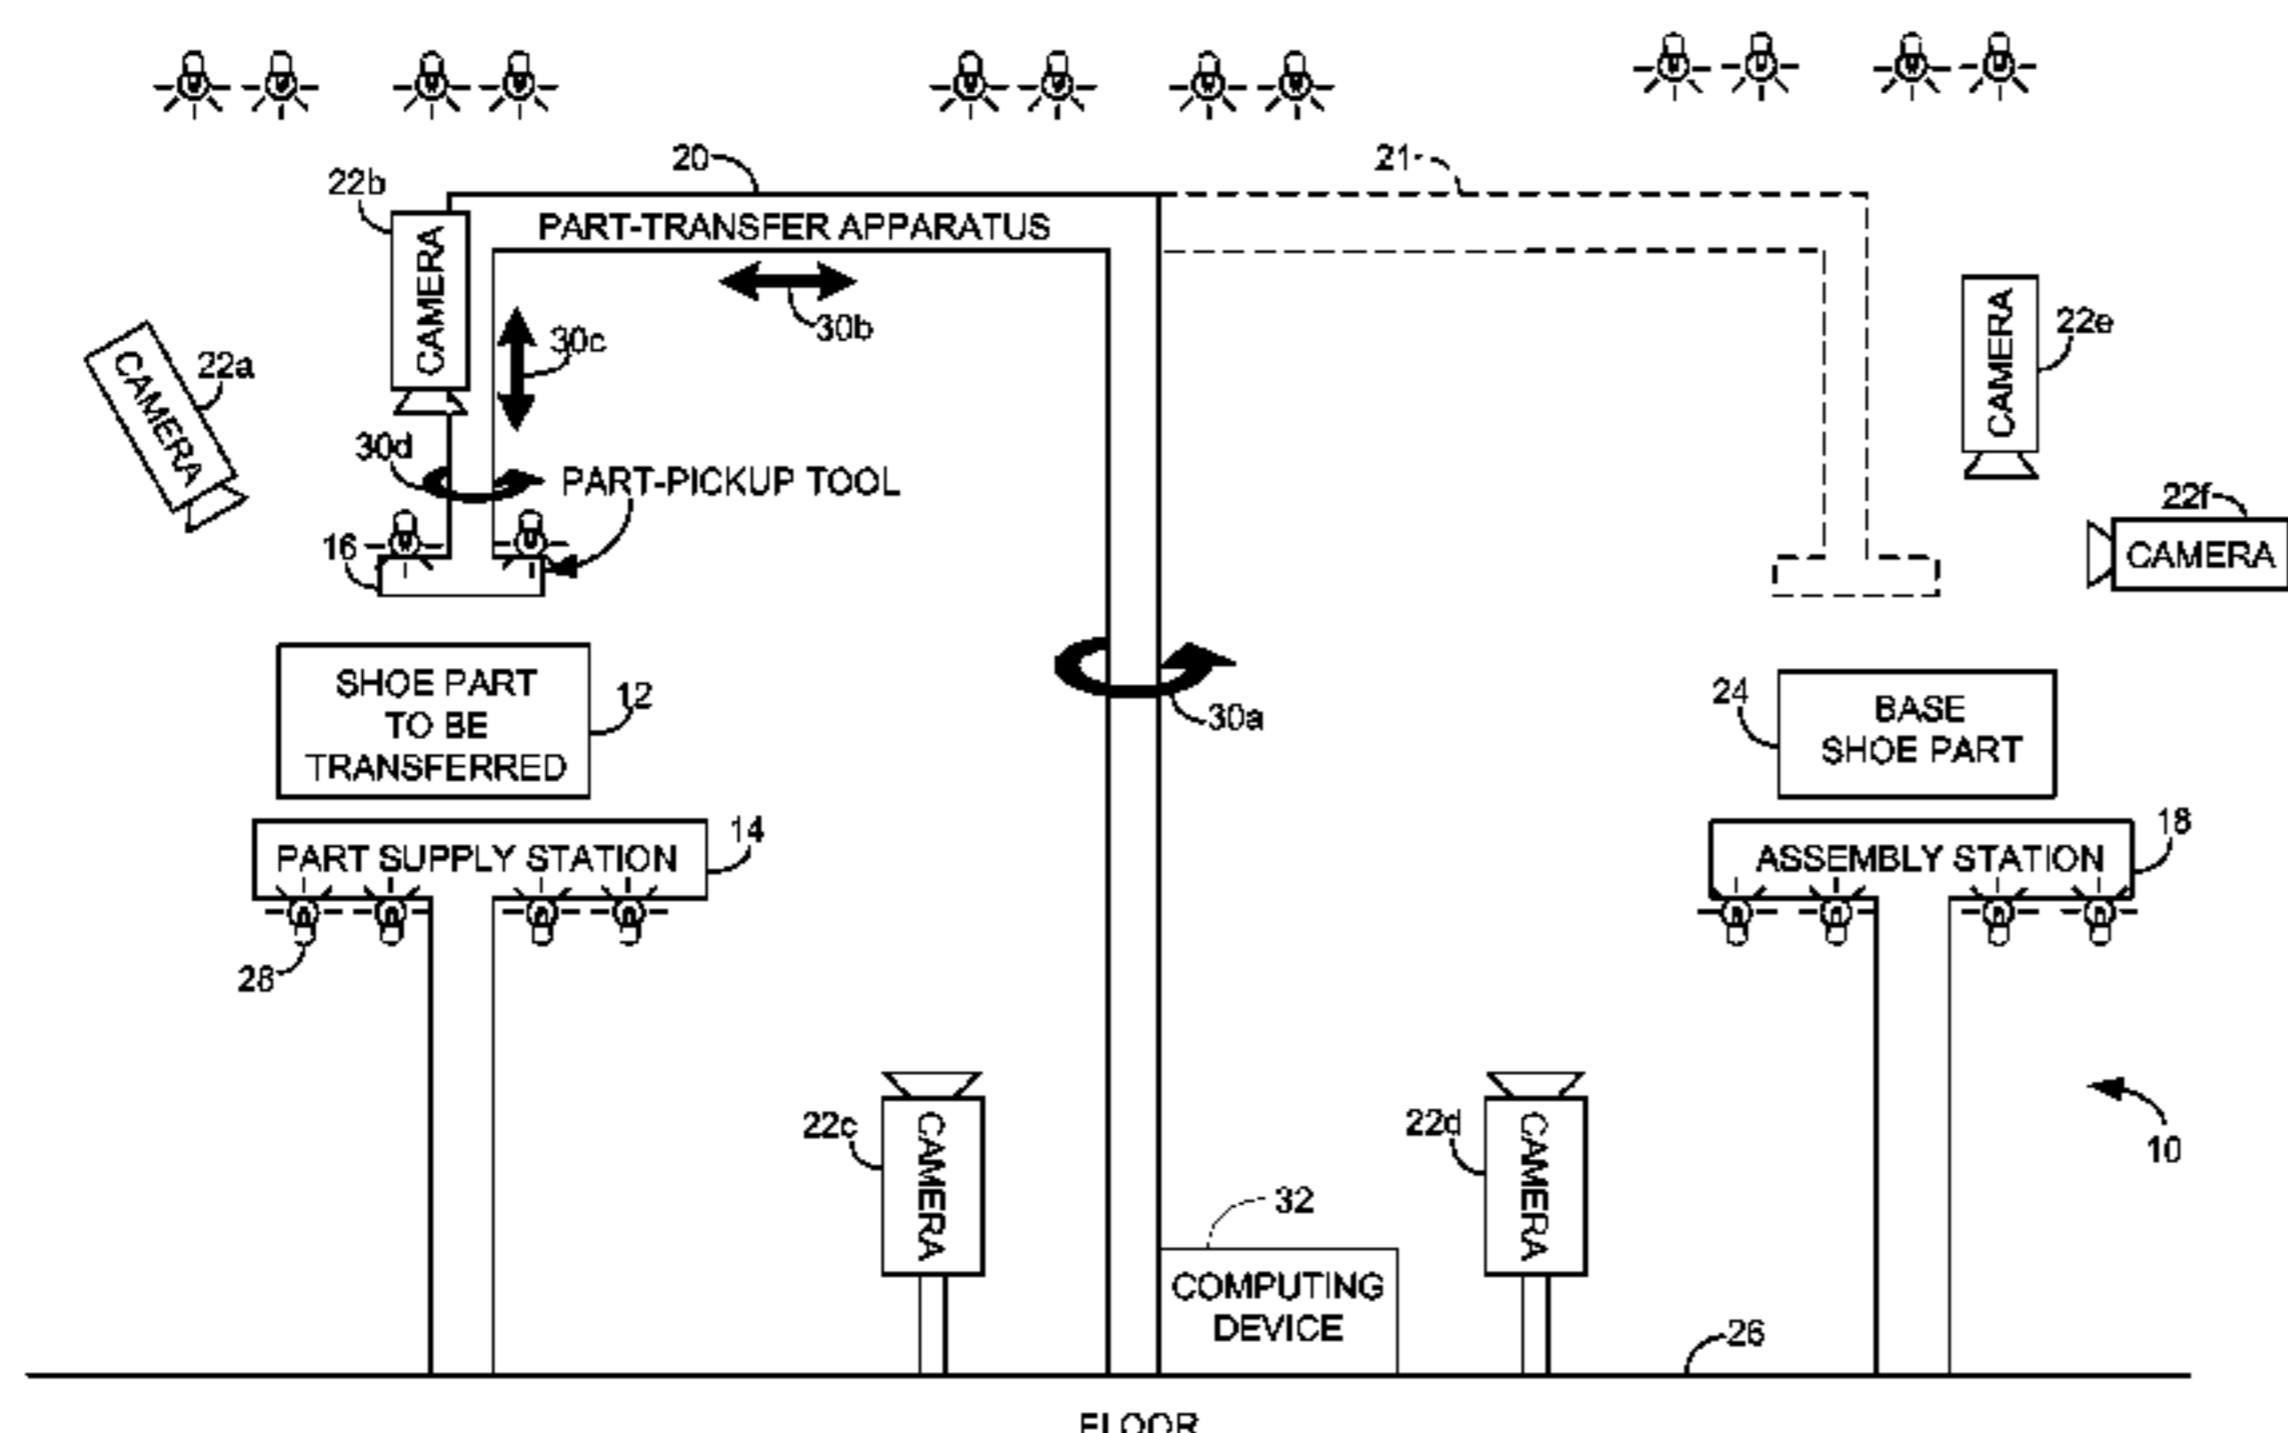 20
21
22b
PART-TRANSFER APPARATUS
CAMERA
30b
30c
22a
CAMERA
22e
CAMERA
30d
PART-PICKUP TOOL
22f
CAMERA
16
SHOE PART
TO BE
TRANSFERRED
12
30a
24
BASE
SHOE PART
14
PART SUPPLY STATION
18
ASSEMBLY STATION
28
22c
CAMERA
22d
CAMERA
10
32
COMPUTING
DEVICE
26
FLOOR